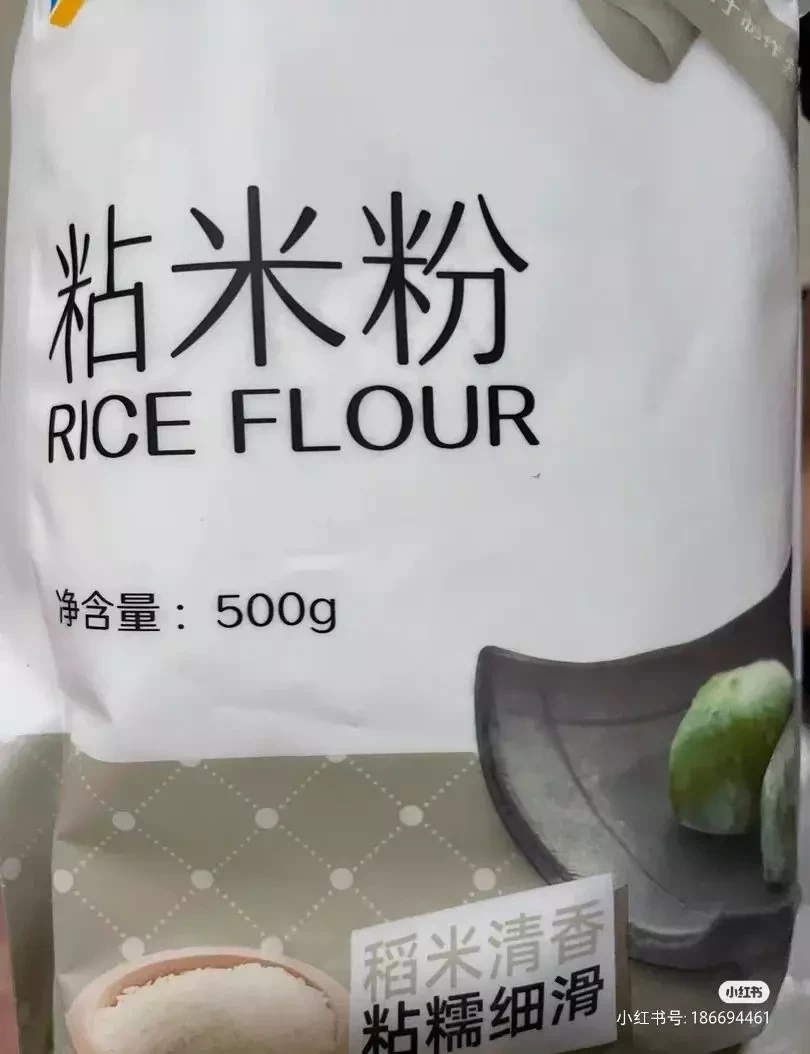 粘米粉
RICE FLOUR
净含量：500g
稻米清香
粘糯细滑
小红书
小红书号: 186694461